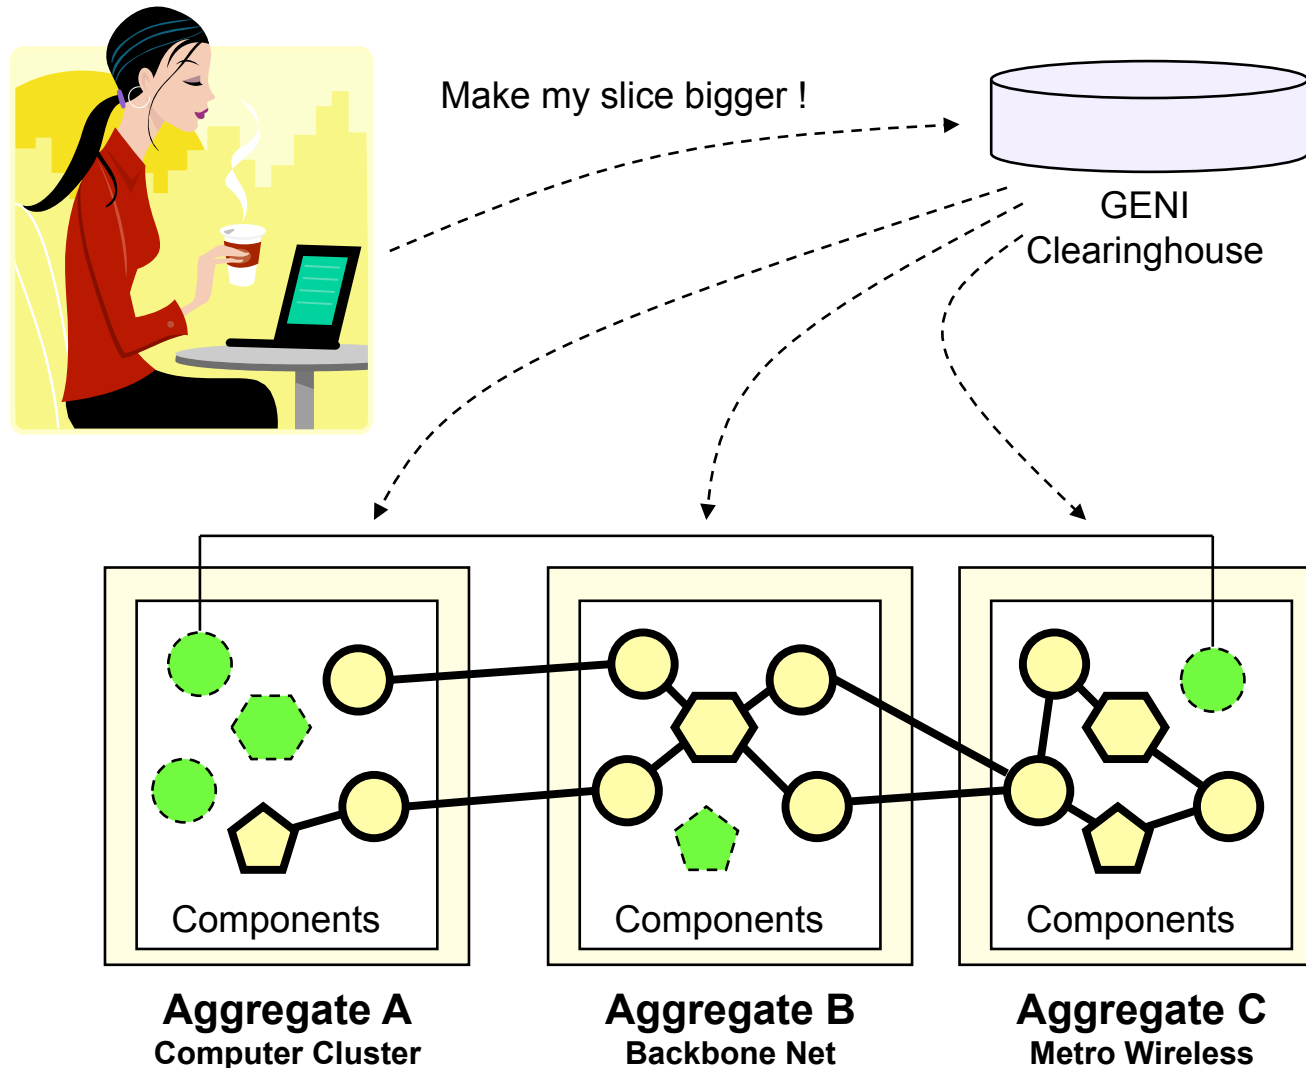 Make my slice bigger !
GENI
Clearinghouse
Components
Components
Components
Aggregate A
Computer Cluster
Aggregate B
Backbone Net
Aggregate C
Metro Wireless